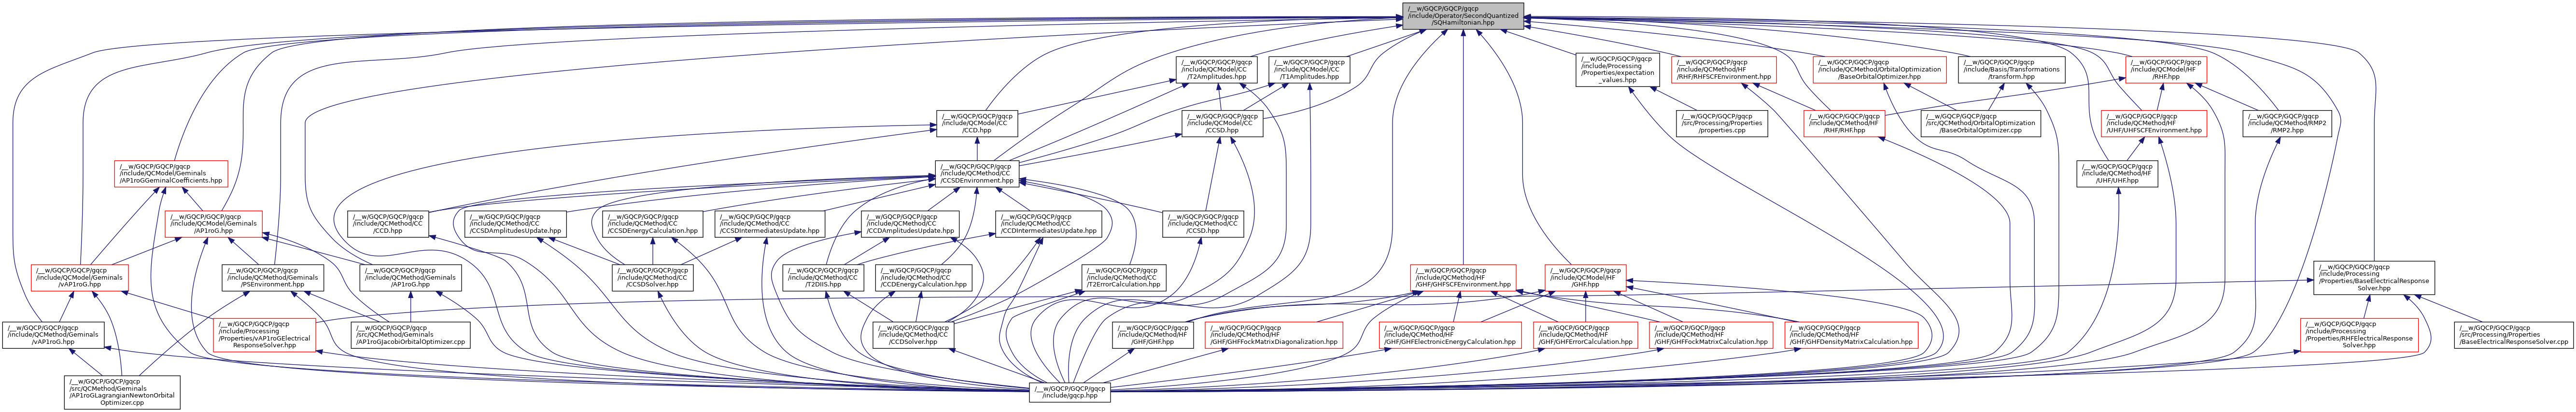 /__w/GQCP/GQCP/gqcp
/include/Operator/SecondQuantized
/SQHamiltonian.hpp
/__w/GQCP/GQCP/gqcp
/include/QCModel/CC
/T2Amplitudes.hpp
/__w/GQCP/GQCP/gqcp
/include/QCModel/CC
/T1Amplitudes.hpp
/__w/GQCP/GQCP/gqcp
/include/Processing
/Properties/expectation
_values.hpp
/__w/GQCP/GQCP/gqcp
/include/QCMethod/HF
/RHF/RHFSCFEnvironment.hpp
/__w/GQCP/GQCP/gqcp
/include/QCMethod/OrbitalOptimization
/BaseOrbitalOptimizer.hpp
/__w/GQCP/GQCP/gqcp
/include/Basis/Transformations
/transform.hpp
/__w/GQCP/GQCP/gqcp
/include/QCModel/HF
/RHF.hpp
/__w/GQCP/GQCP/gqcp
/include/QCModel/CC
/CCD.hpp
/__w/GQCP/GQCP/gqcp
/include/QCModel/CC
/CCSD.hpp
/__w/GQCP/GQCP/gqcp
/src/Processing/Properties
/properties.cpp
/__w/GQCP/GQCP/gqcp
/include/QCMethod/HF
/RHF/RHF.hpp
/__w/GQCP/GQCP/gqcp
/src/QCMethod/OrbitalOptimization
/BaseOrbitalOptimizer.cpp
/__w/GQCP/GQCP/gqcp
/include/QCMethod/HF
/UHF/UHFSCFEnvironment.hpp
/__w/GQCP/GQCP/gqcp
/include/QCMethod/RMP2
/RMP2.hpp
/__w/GQCP/GQCP/gqcp
/include/QCModel/Geminals
/AP1roGGeminalCoefficients.hpp
/__w/GQCP/GQCP/gqcp
/include/QCMethod/CC
/CCSDEnvironment.hpp
/__w/GQCP/GQCP/gqcp
/include/QCMethod/HF
/UHF/UHF.hpp
/__w/GQCP/GQCP/gqcp
/include/QCModel/Geminals
/AP1roG.hpp
/__w/GQCP/GQCP/gqcp
/include/QCMethod/CC
/CCD.hpp
/__w/GQCP/GQCP/gqcp
/include/QCMethod/CC
/CCSDAmplitudesUpdate.hpp
/__w/GQCP/GQCP/gqcp
/include/QCMethod/CC
/CCSDEnergyCalculation.hpp
/__w/GQCP/GQCP/gqcp
/include/QCMethod/CC
/CCSDIntermediatesUpdate.hpp
/__w/GQCP/GQCP/gqcp
/include/QCMethod/CC
/CCDAmplitudesUpdate.hpp
/__w/GQCP/GQCP/gqcp
/include/QCMethod/CC
/CCDIntermediatesUpdate.hpp
/__w/GQCP/GQCP/gqcp
/include/QCMethod/CC
/CCSD.hpp
/__w/GQCP/GQCP/gqcp
/include/QCModel/Geminals
/vAP1roG.hpp
/__w/GQCP/GQCP/gqcp
/include/QCMethod/Geminals
/PSEnvironment.hpp
/__w/GQCP/GQCP/gqcp
/include/QCMethod/Geminals
/AP1roG.hpp
/__w/GQCP/GQCP/gqcp
/include/QCMethod/CC
/CCSDSolver.hpp
/__w/GQCP/GQCP/gqcp
/include/QCMethod/CC
/T2DIIS.hpp
/__w/GQCP/GQCP/gqcp
/include/QCMethod/CC
/CCDEnergyCalculation.hpp
/__w/GQCP/GQCP/gqcp
/include/QCMethod/CC
/T2ErrorCalculation.hpp
/__w/GQCP/GQCP/gqcp
/include/QCMethod/HF
/GHF/GHFSCFEnvironment.hpp
/__w/GQCP/GQCP/gqcp
/include/QCModel/HF
/GHF.hpp
/__w/GQCP/GQCP/gqcp
/include/Processing
/Properties/BaseElectricalResponse
Solver.hpp
/__w/GQCP/GQCP/gqcp
/include/QCMethod/Geminals
/vAP1roG.hpp
/__w/GQCP/GQCP/gqcp
/include/Processing
/Properties/vAP1roGElectrical
ResponseSolver.hpp
/__w/GQCP/GQCP/gqcp
/src/QCMethod/Geminals
/AP1roGJacobiOrbitalOptimizer.cpp
/__w/GQCP/GQCP/gqcp
/include/QCMethod/CC
/CCDSolver.hpp
/__w/GQCP/GQCP/gqcp
/include/QCMethod/HF
/GHF/GHF.hpp
/__w/GQCP/GQCP/gqcp
/include/QCMethod/HF
/GHF/GHFFockMatrixDiagonalization.hpp
/__w/GQCP/GQCP/gqcp
/include/QCMethod/HF
/GHF/GHFElectronicEnergyCalculation.hpp
/__w/GQCP/GQCP/gqcp
/include/QCMethod/HF
/GHF/GHFErrorCalculation.hpp
/__w/GQCP/GQCP/gqcp
/include/QCMethod/HF
/GHF/GHFFockMatrixCalculation.hpp
/__w/GQCP/GQCP/gqcp
/include/QCMethod/HF
/GHF/GHFDensityMatrixCalculation.hpp
/__w/GQCP/GQCP/gqcp
/include/Processing
/Properties/RHFElectricalResponse
Solver.hpp
/__w/GQCP/GQCP/gqcp
/src/Processing/Properties
/BaseElectricalResponseSolver.cpp
/__w/GQCP/GQCP/gqcp
/src/QCMethod/Geminals
/AP1roGLagrangianNewtonOrbital
Optimizer.cpp
/__w/GQCP/GQCP/gqcp
/include/gqcp.hpp